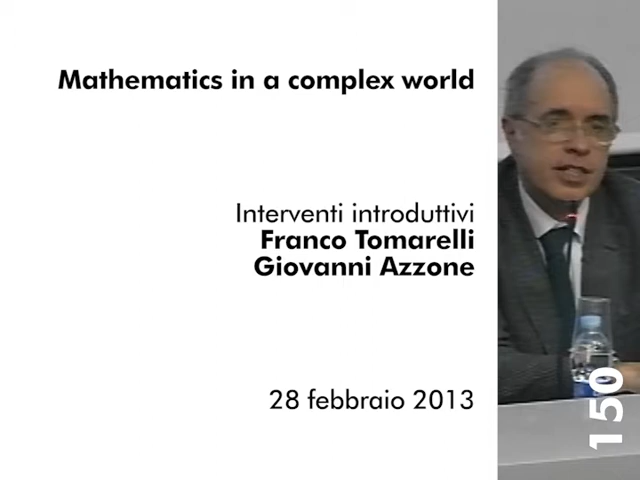 Mathematics in a complex world
Interventi introduttivi
Franco Tomarelli
Giovanni Azzone
28 febbraio 2013
150